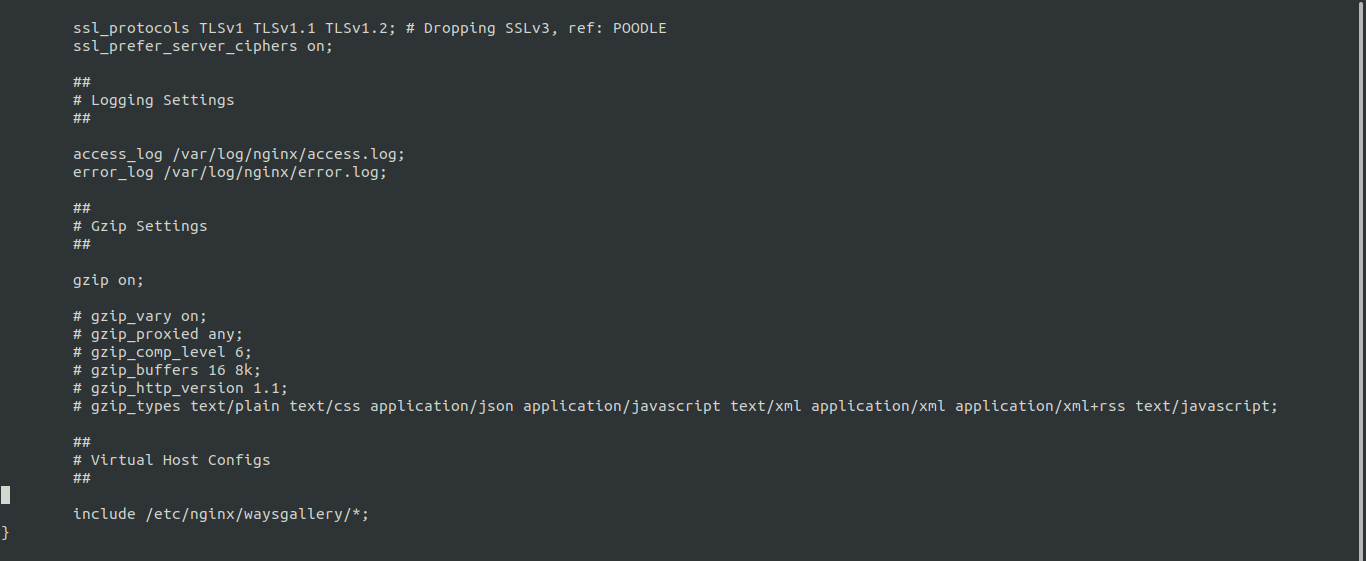 ssl_protocols TLSv1 TLSv1.1 TLSv1.2; # Dropping SSLv3, ref: POODLE
ssl_prefer_server_ciphers on;
##
# Logging Settings
##
access_log /var/log/nginx/access.log;
error_log /var/log/nginx/error.log;
##
# Gzip Settings
##
gzip on;
# gzip_vary on;
# gzip_proxied any;
# gzip_comp_level 6;
# gzip_buffers 16 8k;
# gzip_http_version 1.1;
# gzip_types text/plain text/css application/json application/javascript text/xml application/xml application/xml+rss text/javascript;
##
# Virtual Host Configs
##
include /etc/nginx/waysgallery/*;
}